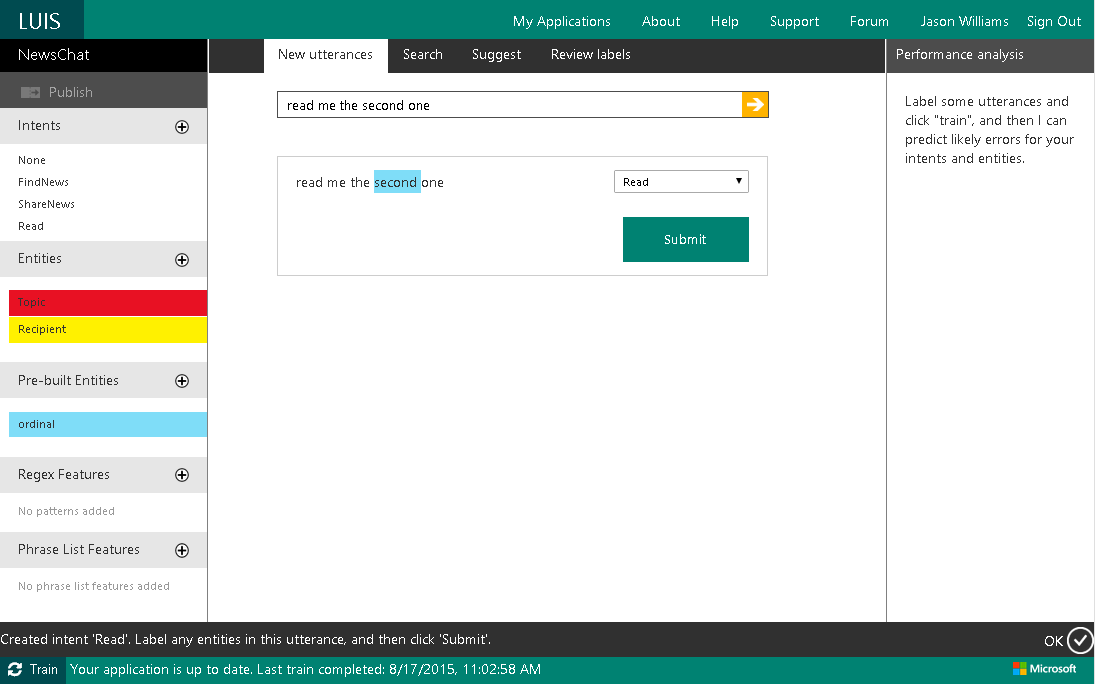 LUIS
My Applications About Help Support Forum Jason Williams Sign Out
NewsChat
New utterances Search Suggest Review labels
Performance analysis
Publish
Intents
None
FindNews
ShareNews
Read
Entities
Topic
Recipient
Pre-built Entities
ordinal
Regex Features
No patterns added
Phrase List Features
No phrase list features added
read me the second one
read me the second one
Read
Submit
Label some utterances and
click "train", and then I can
predict likely errors for your
intents and entities.
Created intent 'Read'. Label any entities in this utterance, and then click 'Submit'.
OK
Train Your application is up to date. Last train completed: 8/17/2015, 11:02:58 AM
Microsoft